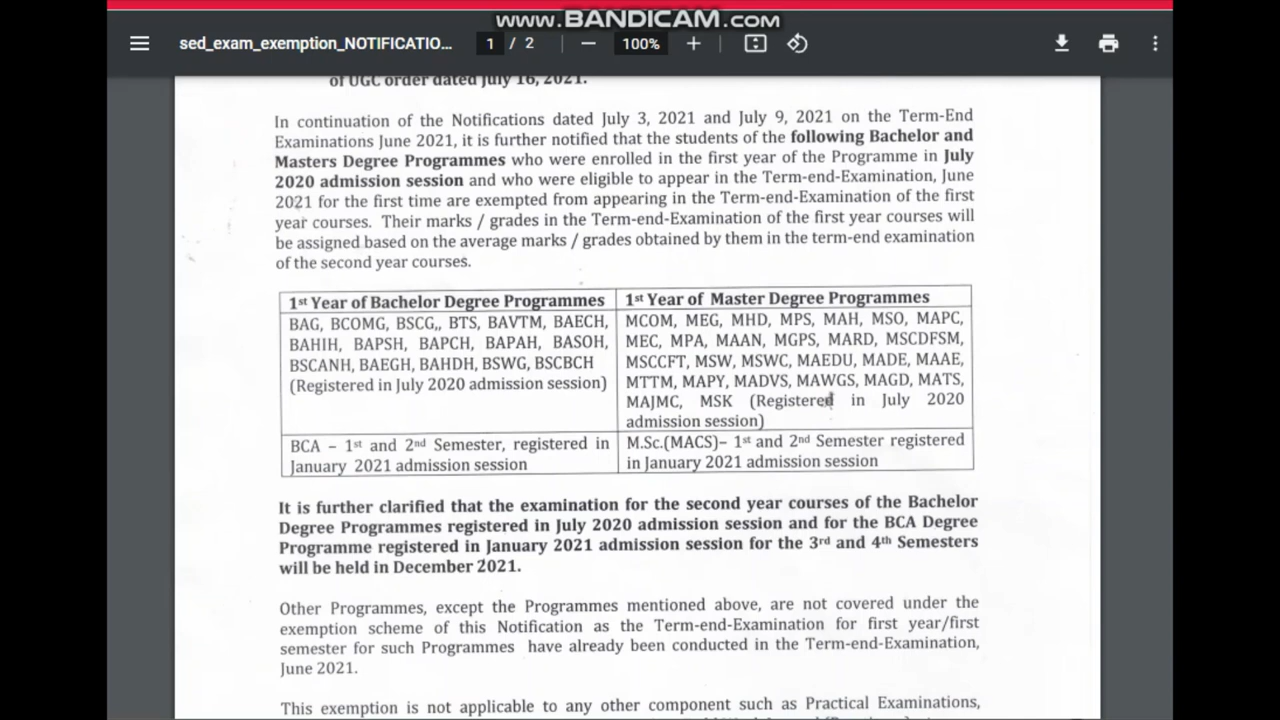 www.BANDICAM.com
sed_exam_exemption_NOTIFICATIO...
1 / 2
100%
of UGC order dated July 16, 2021.
In continuation of the Notifications dated July 3, 2021 and July 9, 2021 on the Term-End
Examinations June 2021, it is further notified that the students of the following Bachelor and
Masters Degree Programmes who were enrolled in the first year of the Programme in July
2020 admission session and who were eligible to appear in the Term-end-Examination, June
2021 for the first time are exempted from appearing in the Term-end-Examination of the first
year courses. Their marks / grades in the Term-end-Examination of the first year courses will
be assigned based on the average marks / grades obtained by them in the term-end examination
of the second year courses.
1st Year of Bachelor Degree Programmes
BAG, BCOMG, BSCG,, BTS, BAVTM, BAECH,
BAHIH, BAPSH, BAPCH, BAPAH, BASOH,
BSCANH, BAEGH, BAHDH, BSWG, BSCBCH
(Registered in July 2020 admission session)
1st Year of Master Degree Programmes
MCOM, MEG, MHD, MPS, MAH, MSO, MAPC,
MEC, MPA, MAAN, MGPS, MARD, MSCDFSM,
MSCCFT, MSW, MSWC, MAEDU, MADE, MAAE,
MTTM, MAPY, MADVS, MAWGS, MAGD, MATS,
MAJMC, MSK (Registered in July 2020
admission session)
BCA – 1st and 2nd Semester, registered in
January 2021 admission session
M.Sc.(MACS)– 1st and 2nd Semester registered
in January 2021 admission session
It is further clarified that the examination for the second year courses of the Bachelor
Degree Programmes registered in July 2020 admission session and for the BCA Degree
Programme registered in January 2021 admission session for the 3rd and 4th Semesters
will be held in December 2021.
Other Programmes, except the Programmes mentioned above, are not covered under the
exemption scheme of this Notification as the Term-end-Examination for first year/first
semester for such Programmes have already been conducted in the Term-end-Examination,
June 2021.
This exemption is not applicable to any other component such as Practical Examinations,